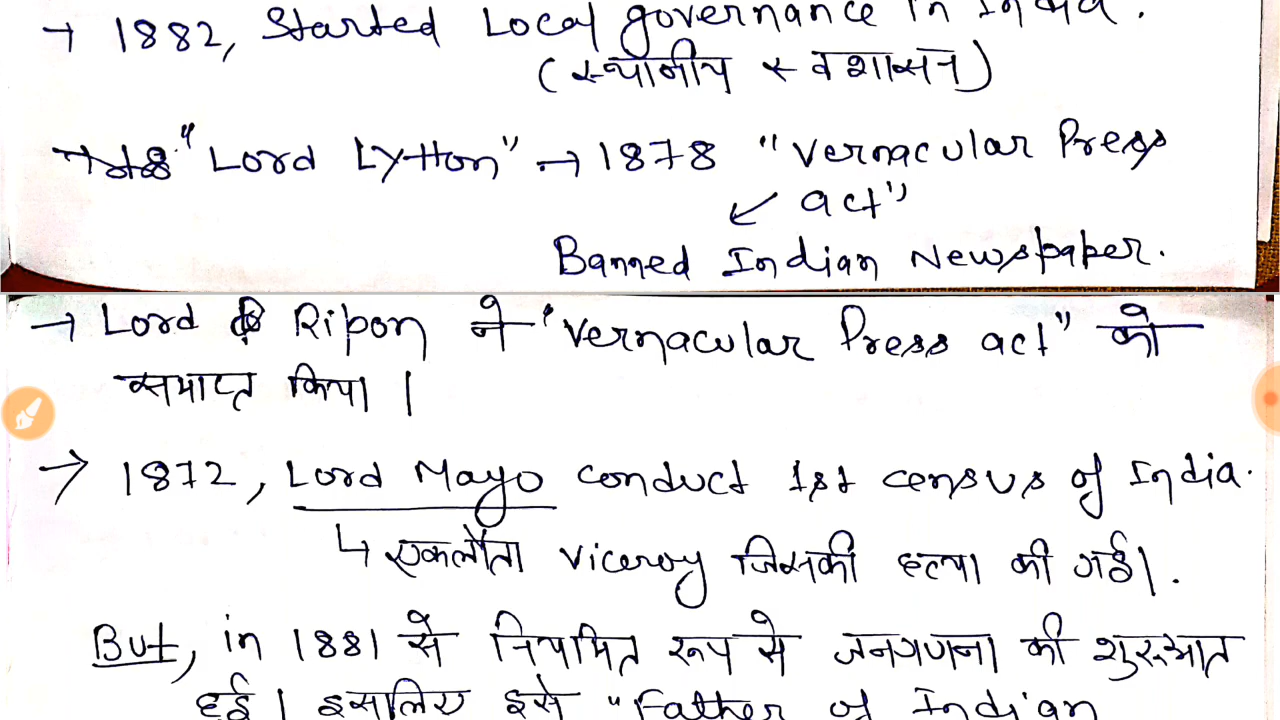 → 1882, Started Local governance in India.
(स्थानीय स्वशासन)
"Lord Lytton" → 1878 "Vernacular Press
↙ act"
Banned Indian Newspaper.
→ Lord Ripon ने "Vernacular Press act" को
समाप्त किया।
→ 1872, Lord Mayo conduct 1st census of India.
↳ एकलौता viceroy जिसकी हत्या की गई।.
But, in 1881 से नियमित रूप से जनगणना की शुरुआत
हुई। इसलिए इसे "Father of Indian